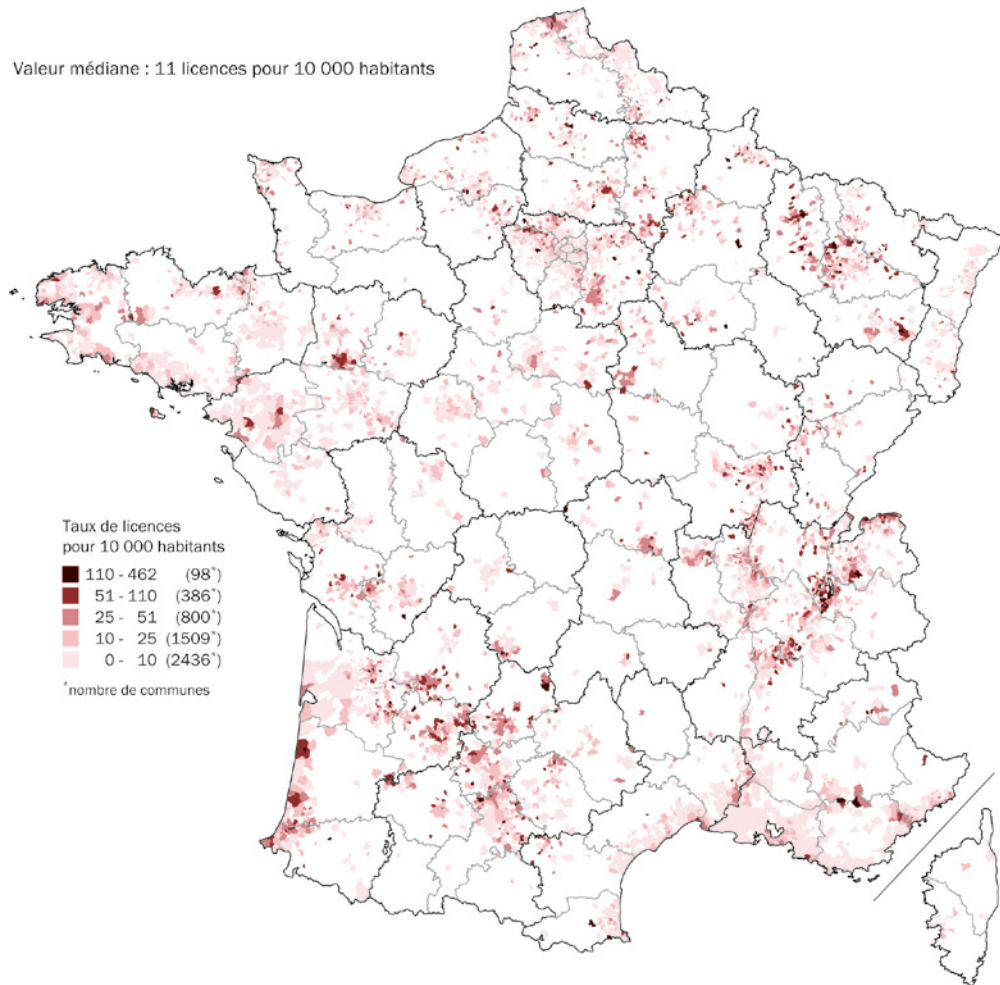 Valeur médiane : 11 licences pour 10 000 habitants
Taux de licences
pour 10 000 habitants
110 - 462 (98*)
51 - 110 (386*)
25 - 51 (800*)
10 - 25 (1509*)
0 - 10 (2436*)
*nombre de communes